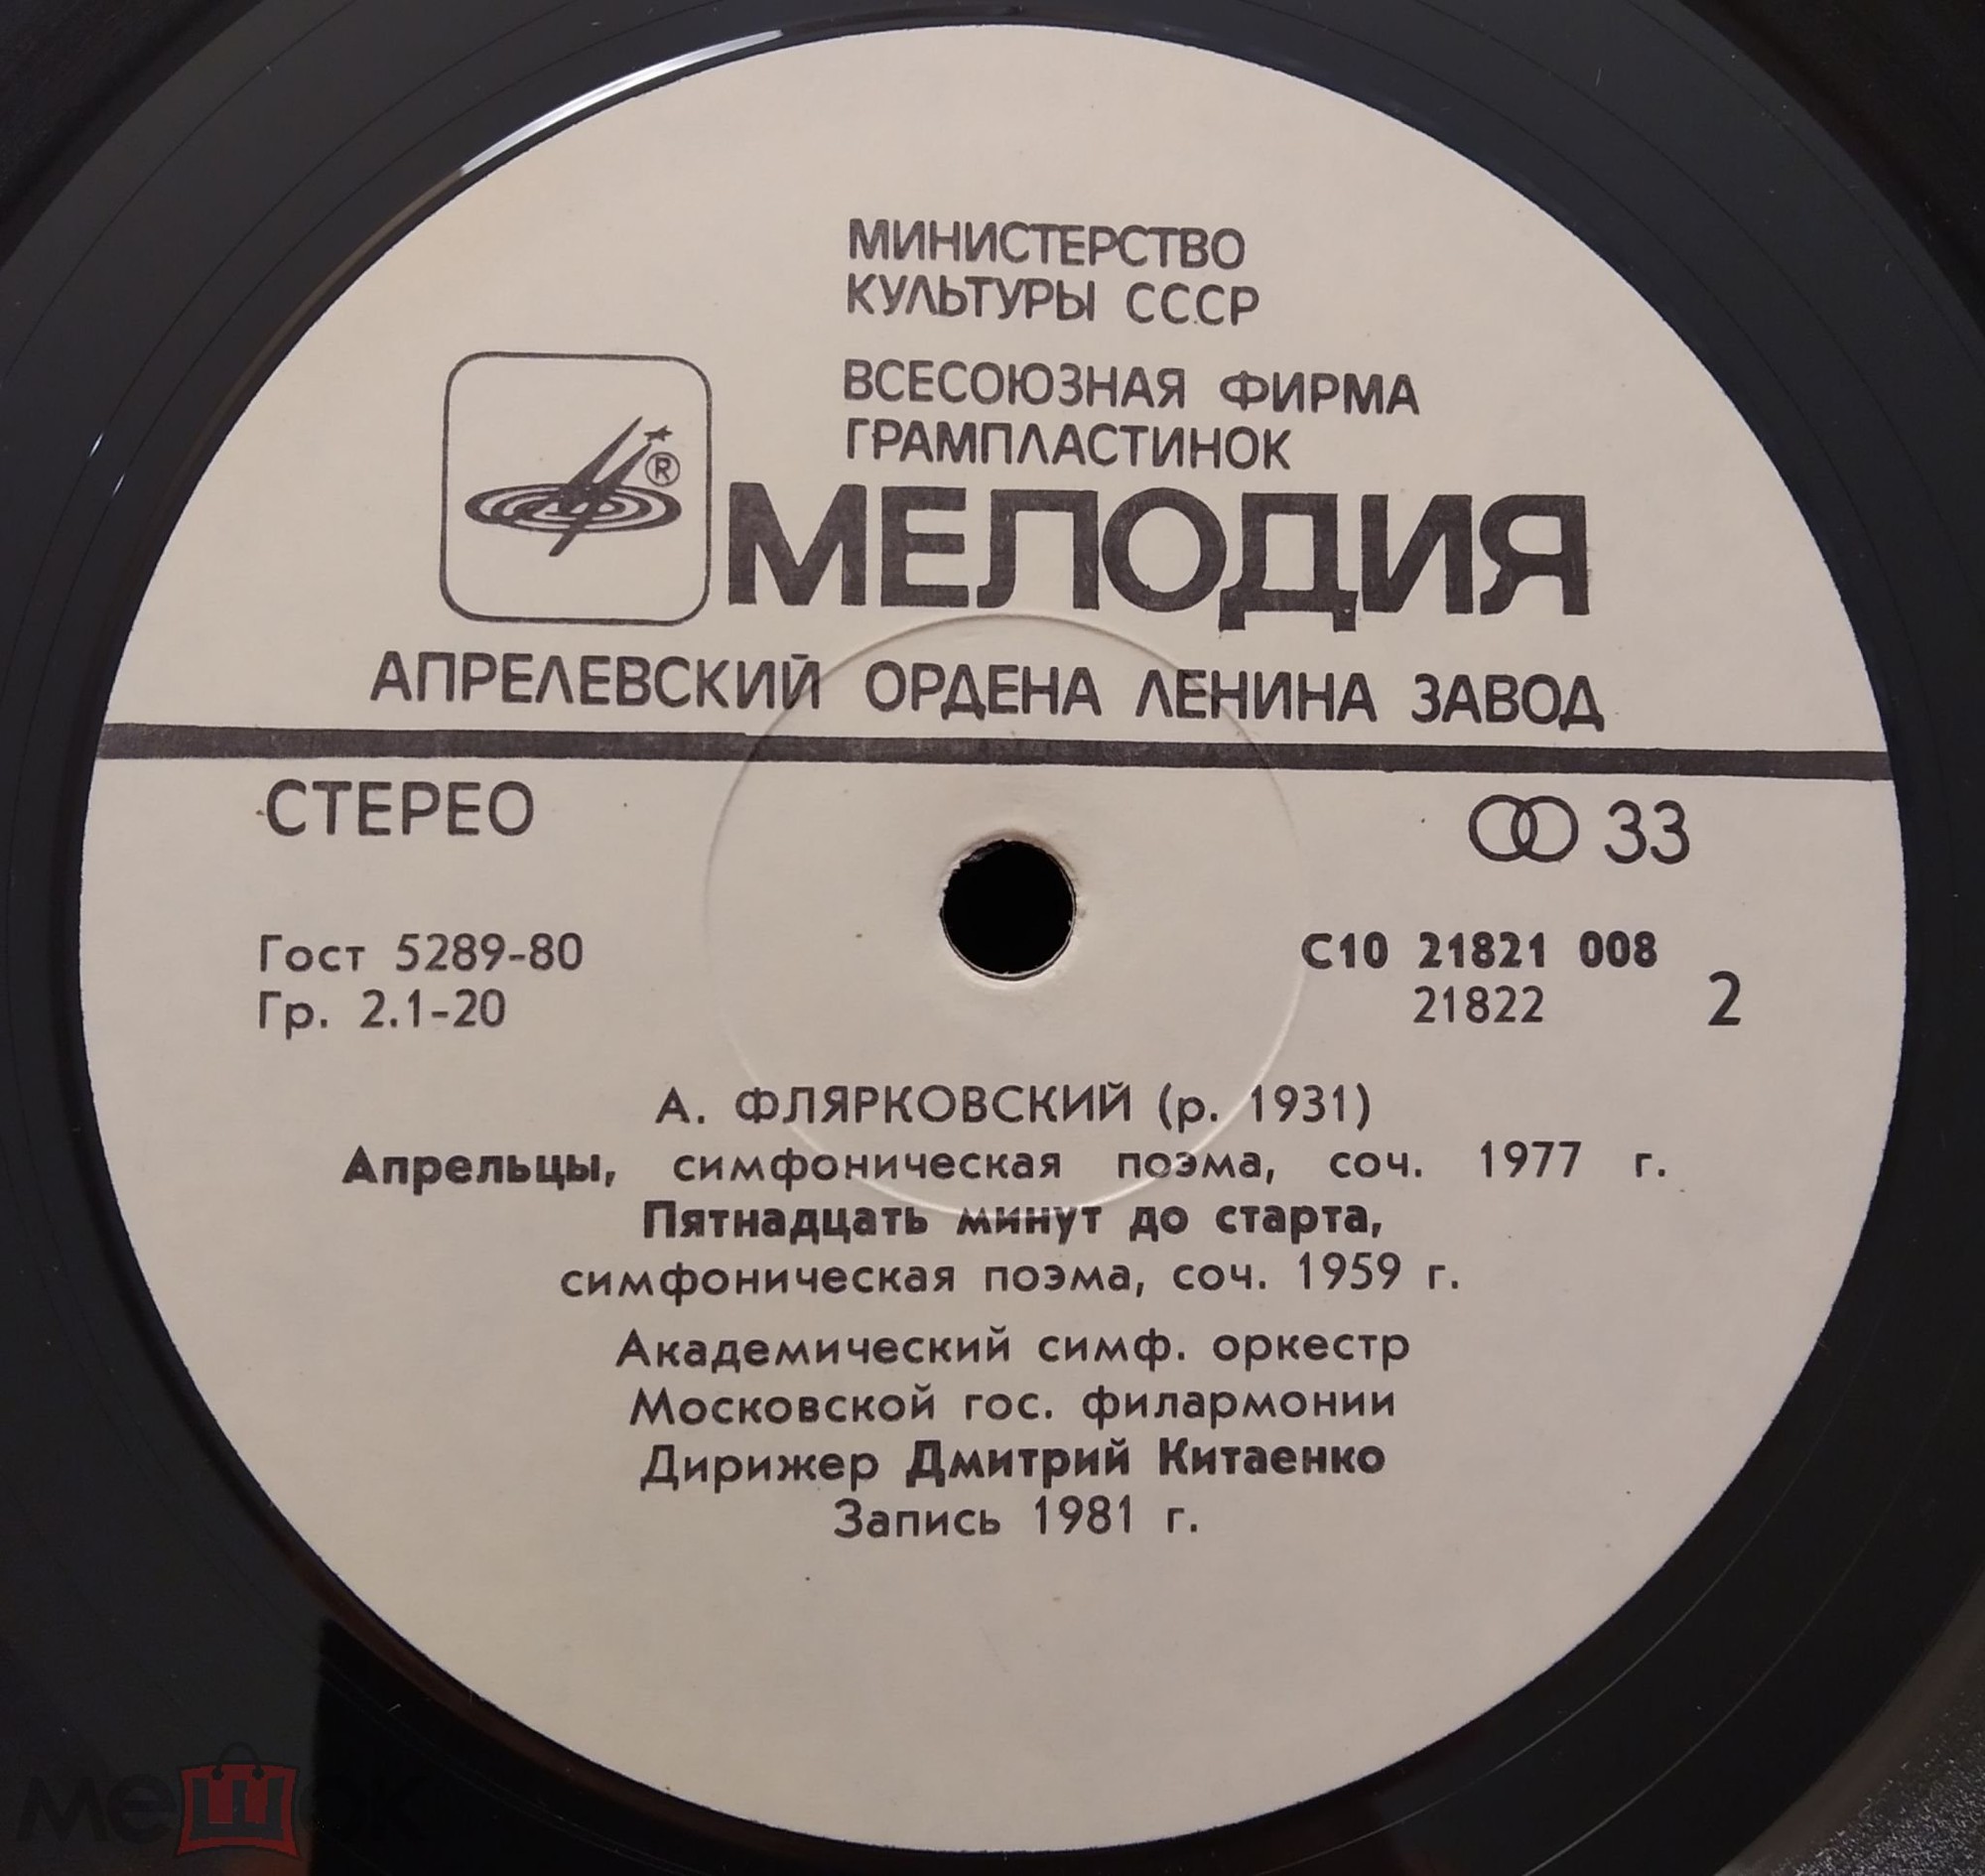 МИНИСТЕРСТВО
КУЛЬТУРЫ СССР
ВСЕСОЮЗНАЯ ФИРМА
ГРАМПЛАСТИНОК
®
МЕЛОДИЯ
АПРЕЛЕВСКИЙ ОРДЕНА ЛЕНИНА ЗАВОД
СТЕРЕО
33
Гост 5289-80
Гр. 2.1-20
С10 21821 008
21822
2
А. ФЛЯРКОВСКИЙ (р. 1931)
Апрельцы, симфоническая поэма, соч. 1977 г.
Пятнадцать минут до старта,
симфоническая поэма, соч. 1959 г.
Академический симф. оркестр
Московской гос. филармонии
Дирижер Дмитрий Китаенко
Запись 1981 г.
мешок